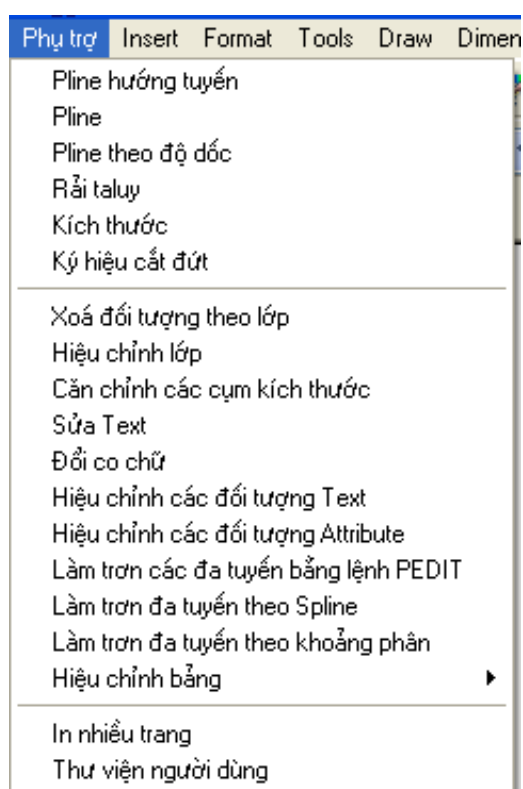 Phụ trợ Insert Format Tools Draw Dimen
Pline hướng tuyến
Pline
Pline theo độ dốc
Rải taluy
Kích thước
Ký hiệu cắt đứt
Xoá đối tượng theo lớp
Hiệu chỉnh lớp
Căn chỉnh các cụm kích thước
Sửa Text
Đổi co chữ
Hiệu chỉnh các đối tượng Text
Hiệu chỉnh các đối tượng Attribute
Làm trơn các đa tuyến bằng lệnh PEDIT
Làm trơn đa tuyến theo Spline
Làm trơn đa tuyến theo khoảng phân
Hiệu chỉnh bảng
In nhiều trang
Thư viện người dùng